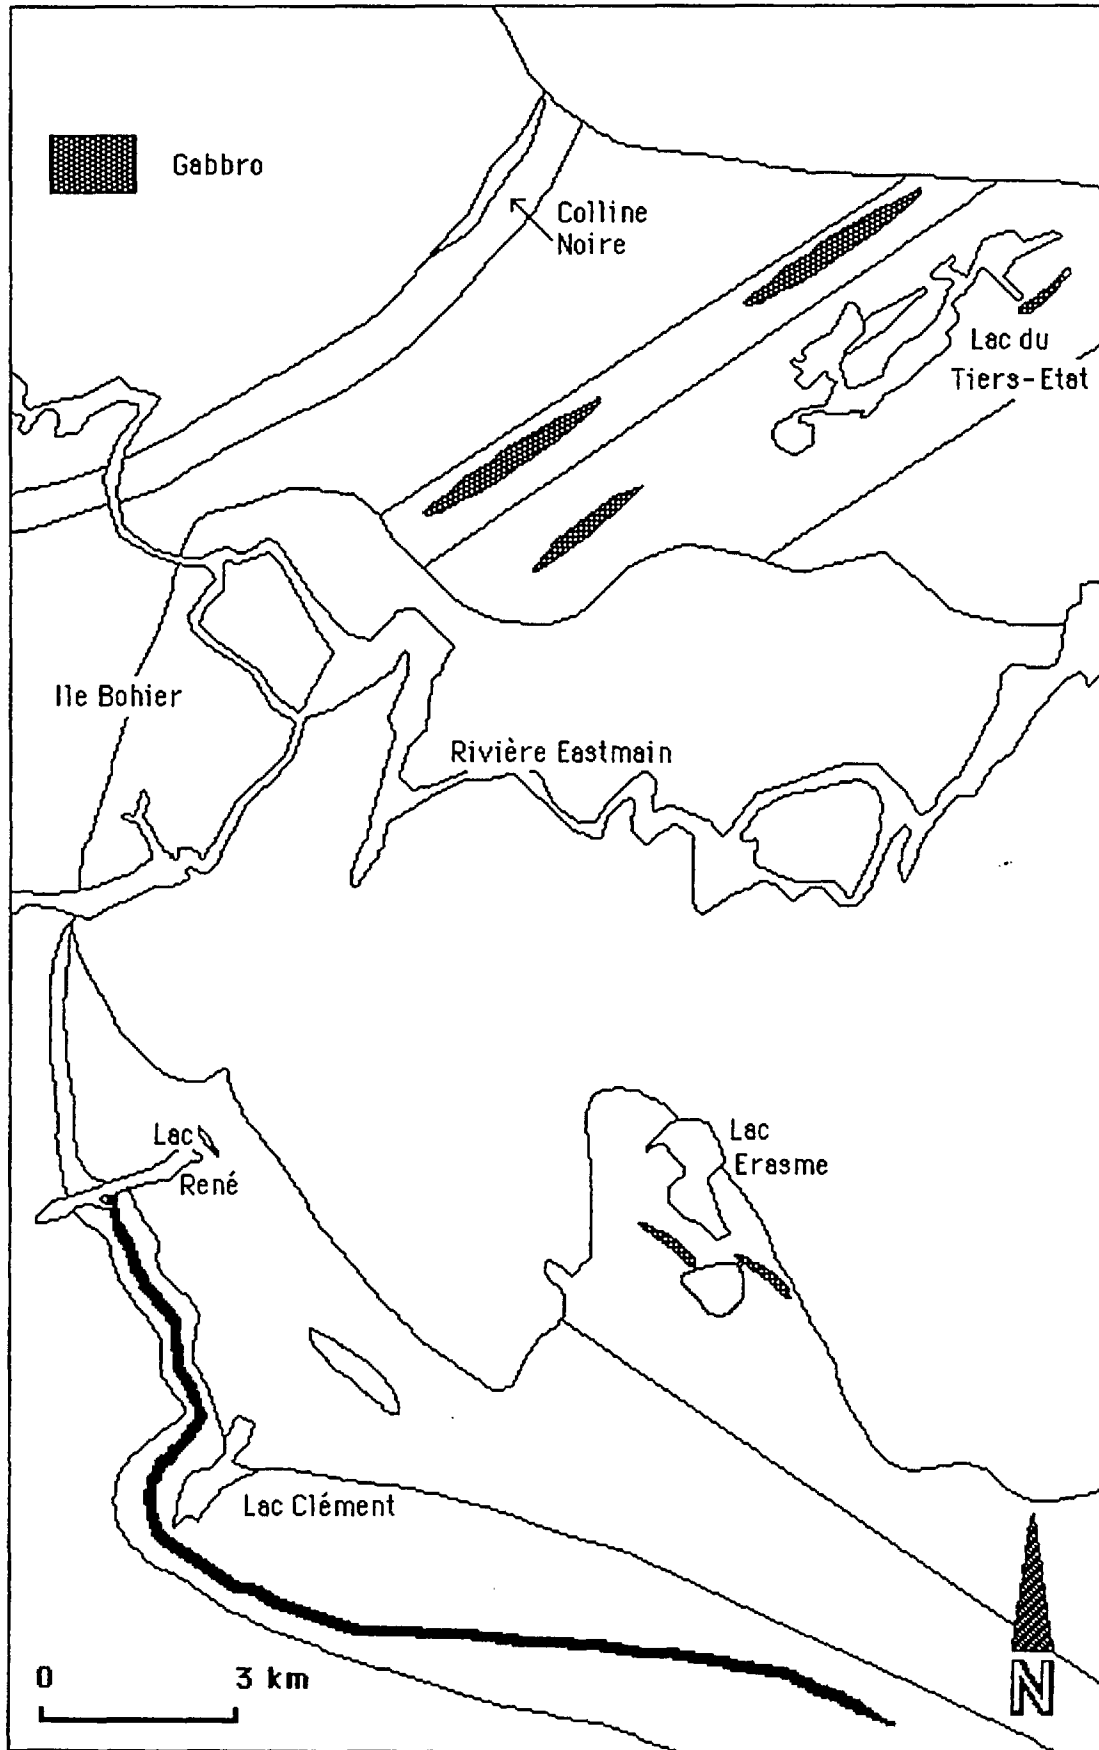 Gabbro
Colline
Noire
Lac du
Tiers-Etat
Ile Bohier
Rivière Eastmain
Lac
René
Lac
Erasme
Lac Clément
0 3 km
N